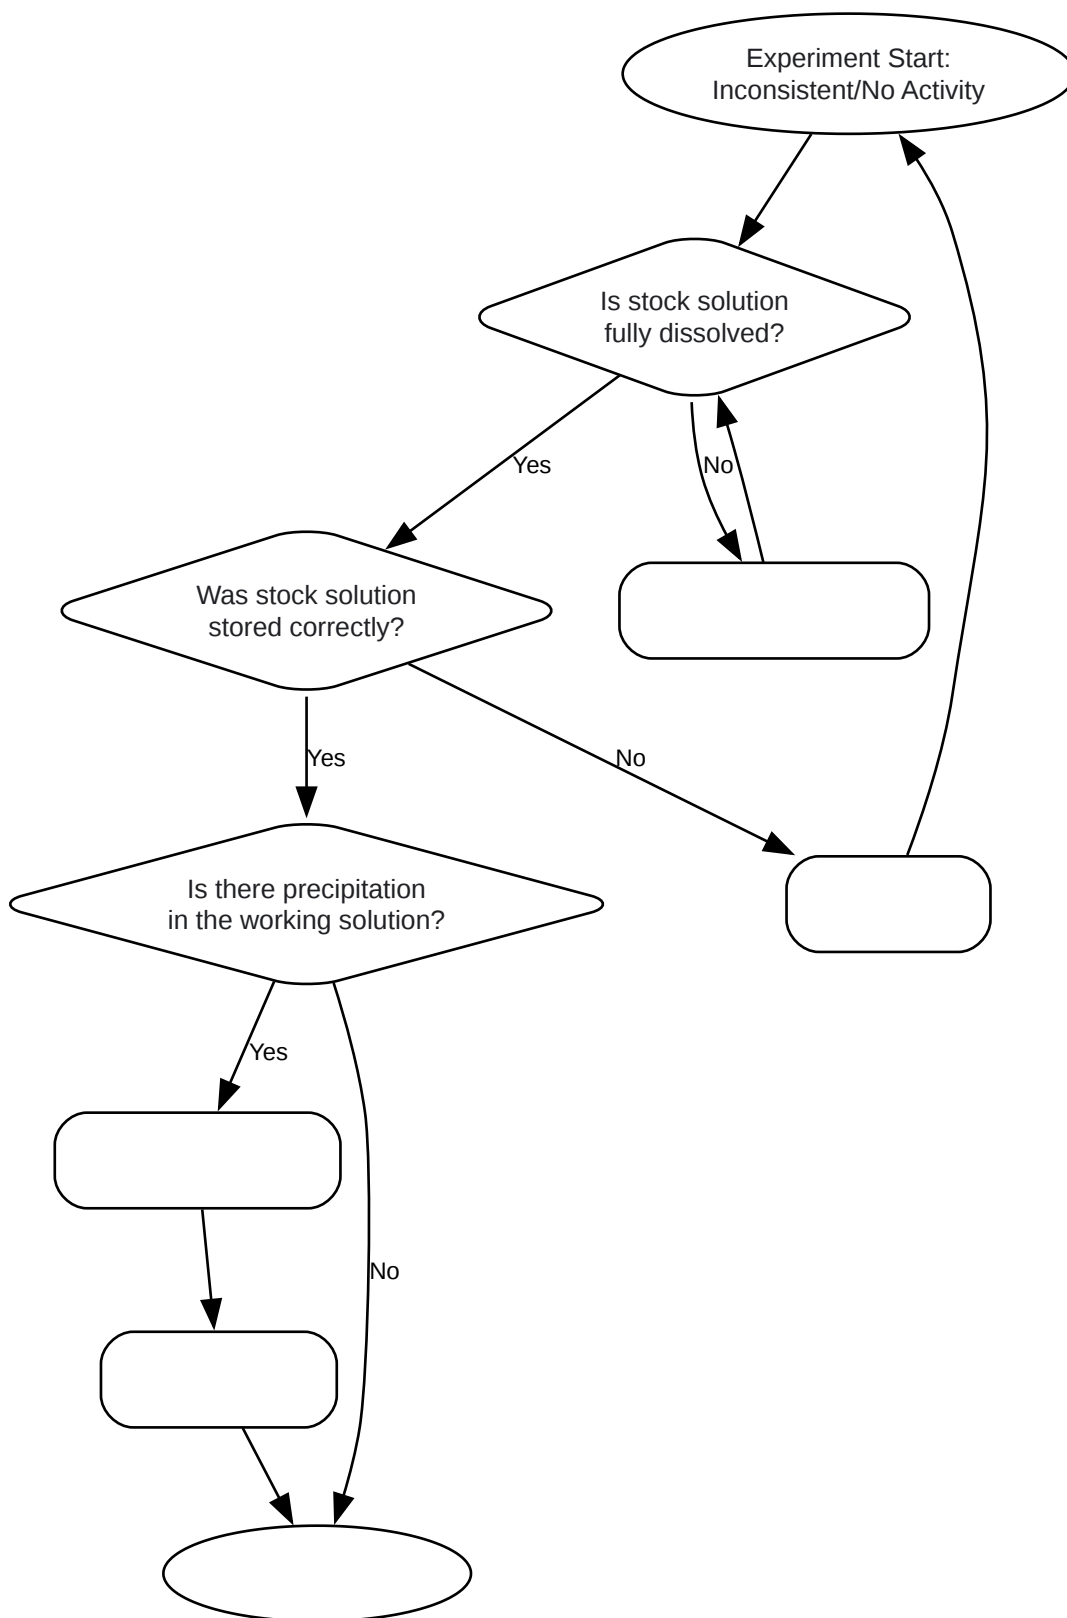 Experiment Start:
Inconsistent/No Activity
Is stock solution
fully dissolved?
Yes
No
Was stock solution
stored correctly?
Yes
No
Is there precipitation
in the working solution?
Yes
No